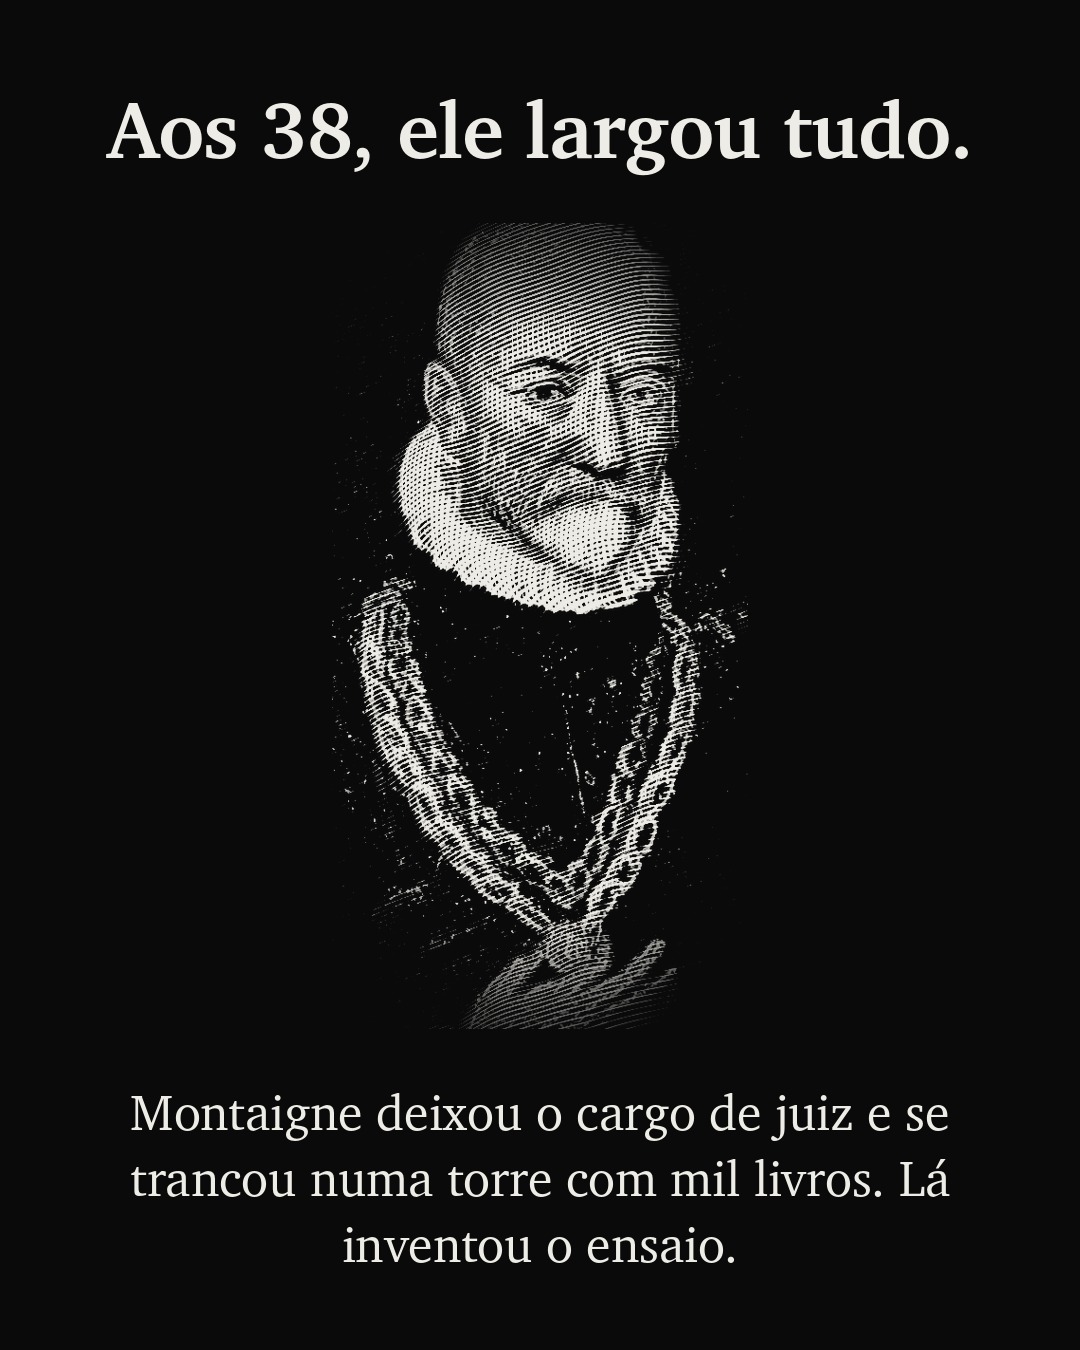 Aos 38, ele largou tudo.
Montaigne deixou o cargo de juiz e se
trancou numa torre com mil livros. Lá
inventou o ensaio.